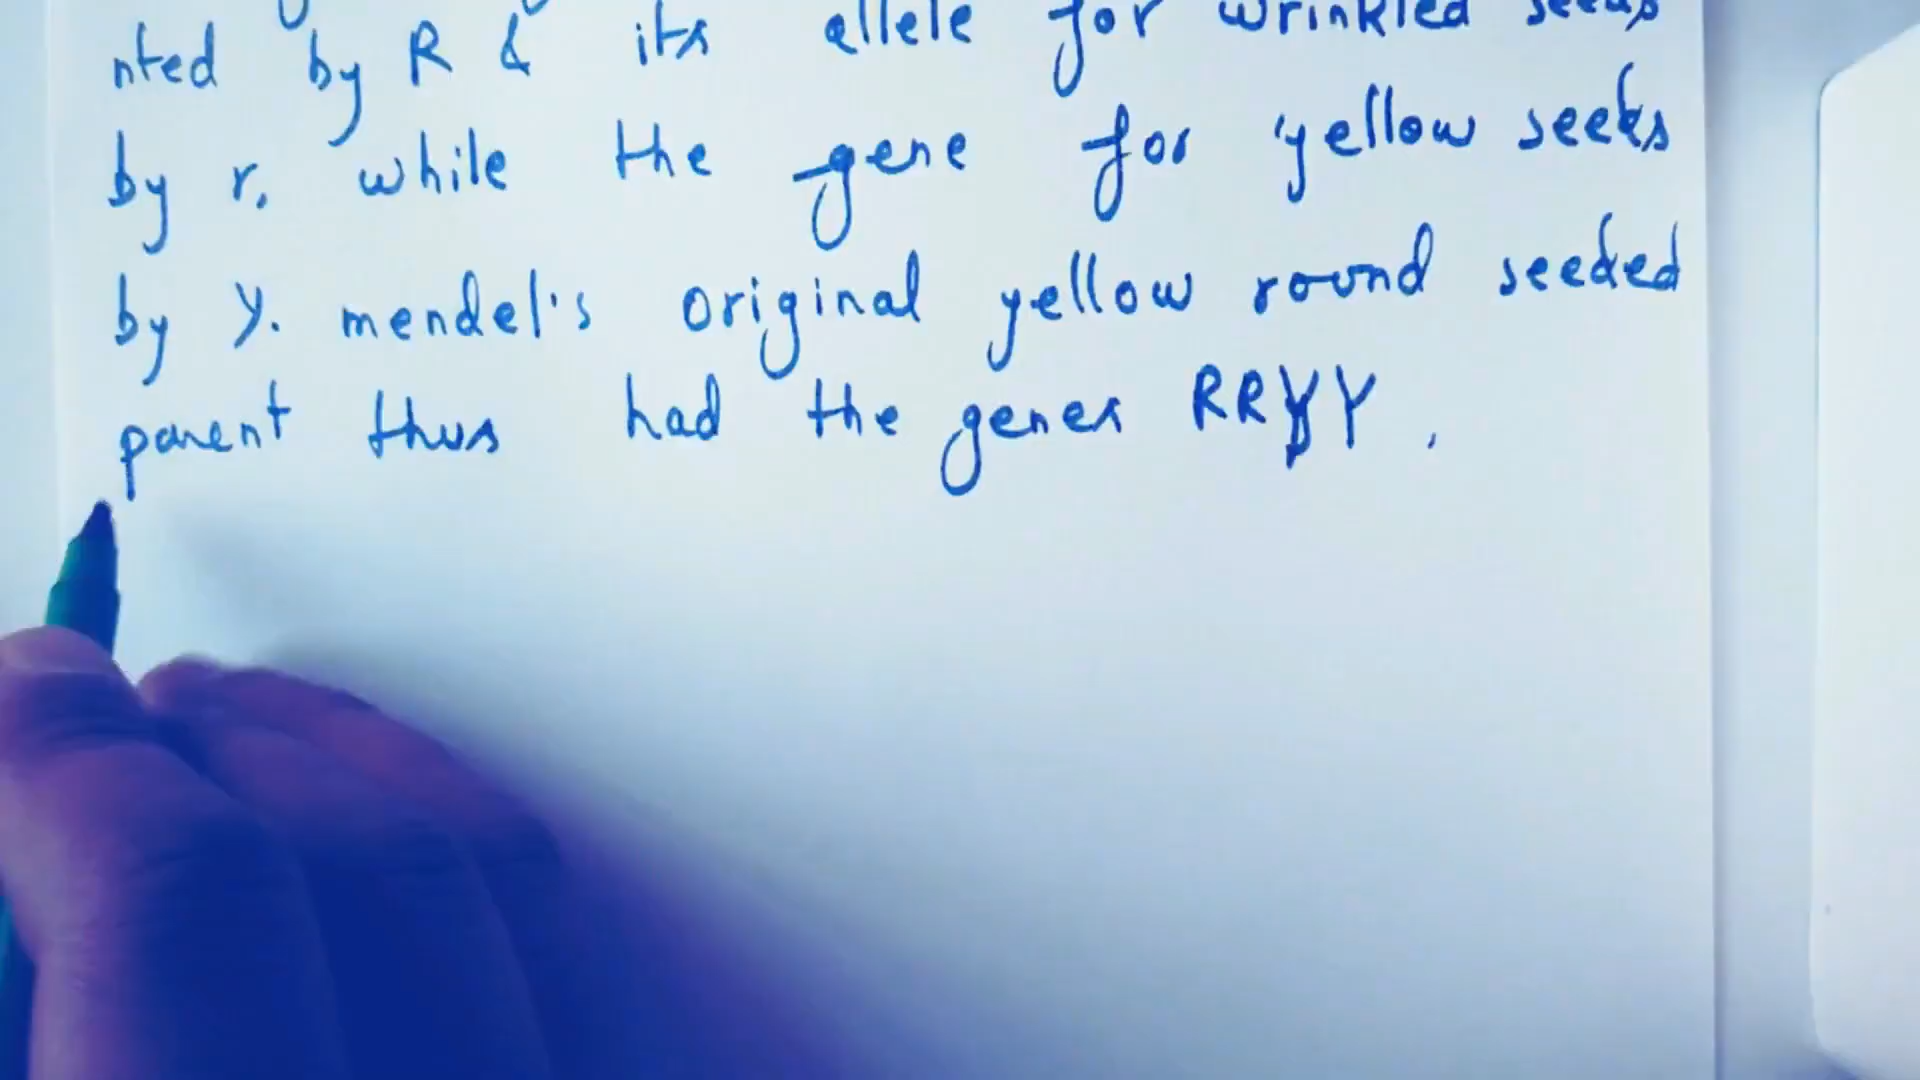 nted by R & its allele for wrinkled seeds
by r. while the gene for yellow seeks
by y. mendel's original yellow round seeded
parent thus had the genes RRYY.